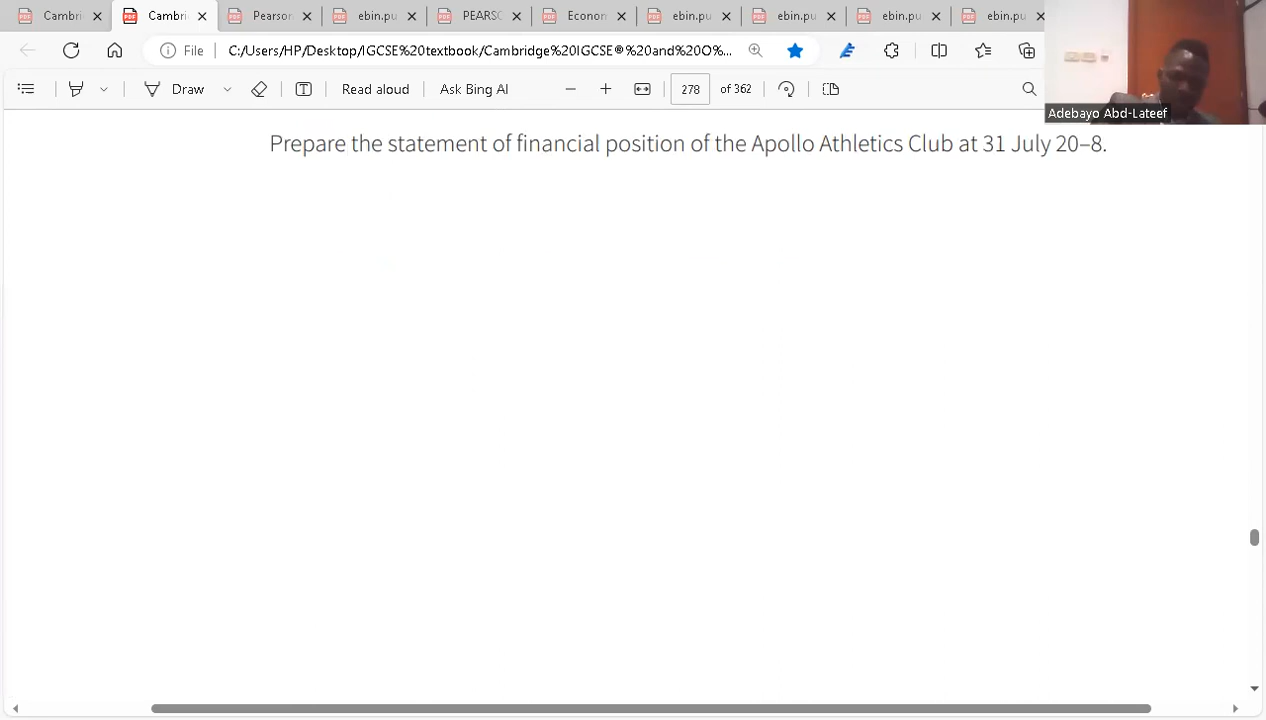 Cambri
Cambri
Pearson
ebin.pu
PEARSO
Econom
ebin.pu
ebin.pu
ebin.pu
ebin.pu
File
C:/Users/HP/Desktop/IGCSE%20textbook/Cambridge%20IGCSE®%20and%20O%...
Draw
Read aloud
Ask Bing AI
278
of 362
Adebayo Abd-Lateef
Prepare the statement of financial position of the Apollo Athletics Club at 31 July 20–8.